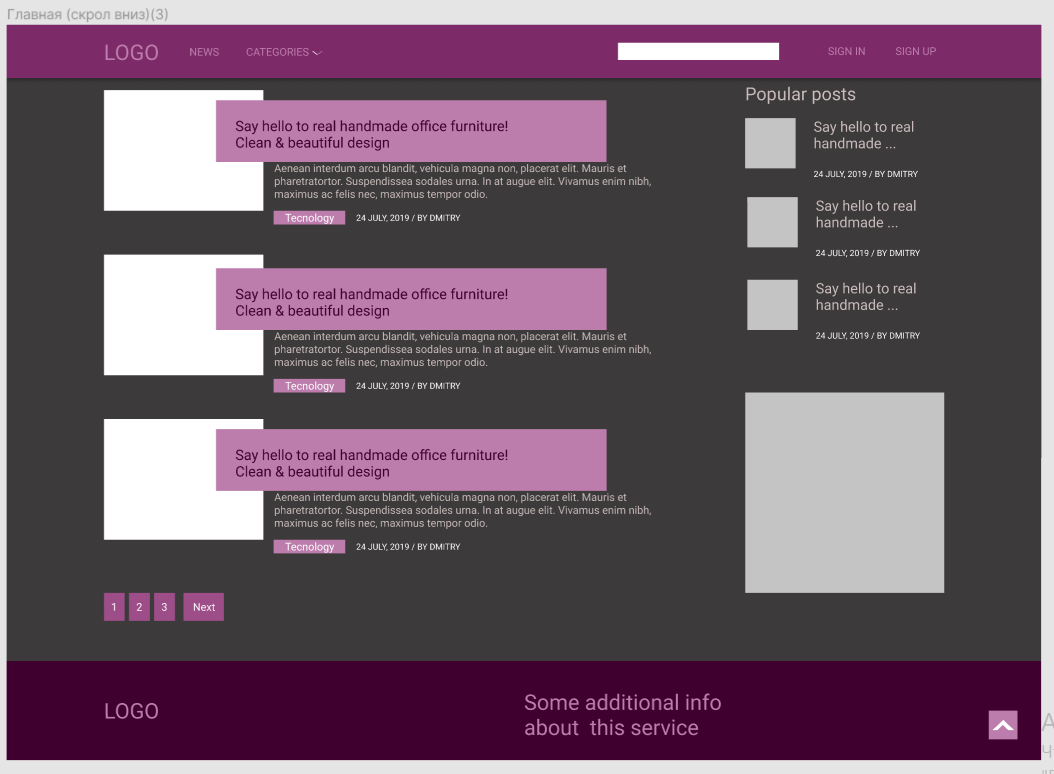 Главная (скрол вниз)(3)
LOGO NEWS CATEGORIES SIGN IN SIGN UP
Say hello to real handmade office furniture!
Clean & beautiful design
Aenean interdum arcu blandit, vehicula magna non, placerat elit. Mauris et
pharetratortor. Suspendissea sodales urna. In at augue elit. Vivamus enim nibh,
maximus ac felis nec, maximus tempor odio.
Tecnology 24 JULY, 2019 / BY DMITRY
Say hello to real handmade office furniture!
Clean & beautiful design
Aenean interdum arcu blandit, vehicula magna non, placerat elit. Mauris et
pharetratortor. Suspendissea sodales urna. In at augue elit. Vivamus enim nibh,
maximus ac felis nec, maximus tempor odio.
Tecnology 24 JULY, 2019 / BY DMITRY
Say hello to real handmade office furniture!
Clean & beautiful design
Aenean interdum arcu blandit, vehicula magna non, placerat elit. Mauris et
pharetratortor. Suspendissea sodales urna. In at augue elit. Vivamus enim nibh,
maximus ac felis nec, maximus tempor odio.
Tecnology 24 JULY, 2019 / BY DMITRY
1 2 3 Next
Popular posts
Say hello to real
handmade ...
24 JULY, 2019 / BY DMITRY
Say hello to real
handmade ...
24 JULY, 2019 / BY DMITRY
Say hello to real
handmade ...
24 JULY, 2019 / BY DMITRY
LOGO
Some additional info
about  this service